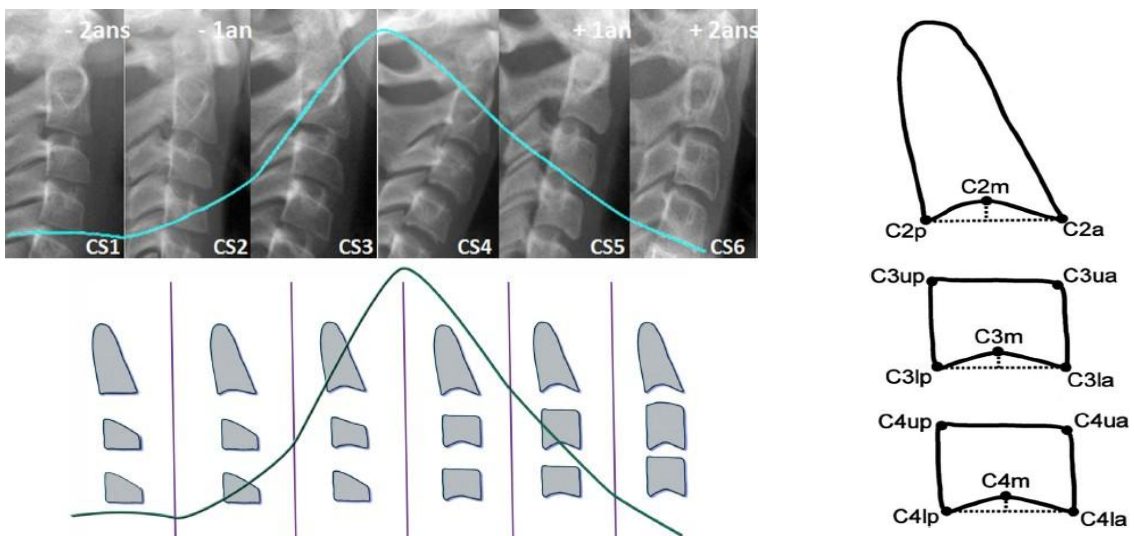 - 2ans
- 1an
+ 1an
+ 2ans
CS1
CS2
CS3
CS4
CS5
CS6
C2m
C2p
C2a
C3up
C3ua
C3m
C3lp
C3la
C4up
C4ua
C4m
C4lp
C4la